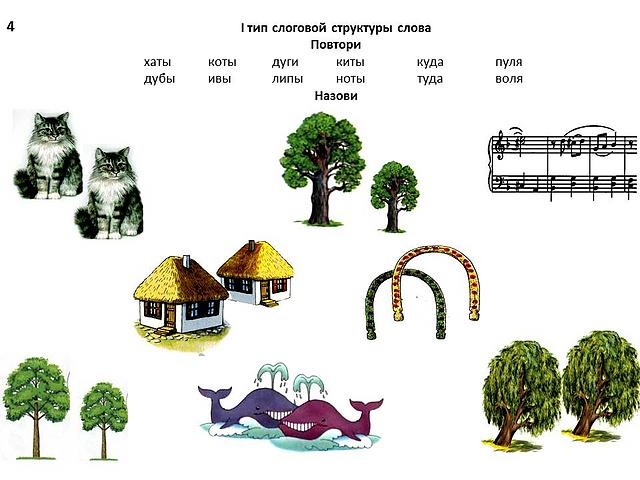 4
I тип слоговой структуры слова
Повтори
хаты коты дуги киты куда пуля
дубы ивы липы ноты туда воля
Назови